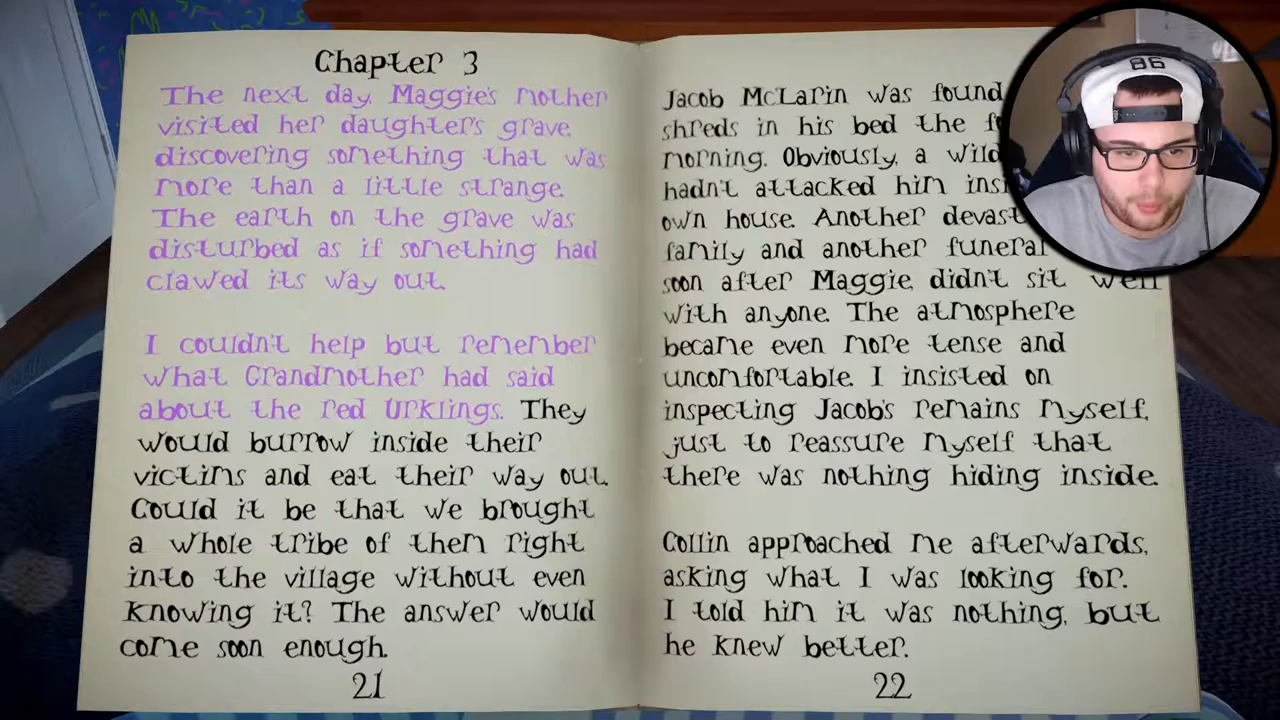 Chapter 3
The next day, Maggie's mother
visited her daughter's grave,
discovering something that was
more than a little strange.
The earth on the grave was
disturbed as if something had
clawed its way out.
I couldn't help but remember
what Grandmother had said
about the red Urklings. They
would burrow inside their
victims and eat their way out.
Could it be that we brought
a whole tribe of them right
into the village without even
knowing it? The answer would
come soon enough.
21
Jacob McLarin was found
shreds in his bed the
morning. Obviously, a wild
hadn't attacked him
own house. Another
family and another funeral
soon after Maggie, didn't sit well
with anyone. The atmosphere
became even more tense and
uncomfortable. I insisted on
inspecting Jacob's remains myself,
just to reassure myself that
there was nothing hiding inside.
Collin approached me afterwards,
asking what I was looking for.
I told him it was nothing, but
he knew better.
22